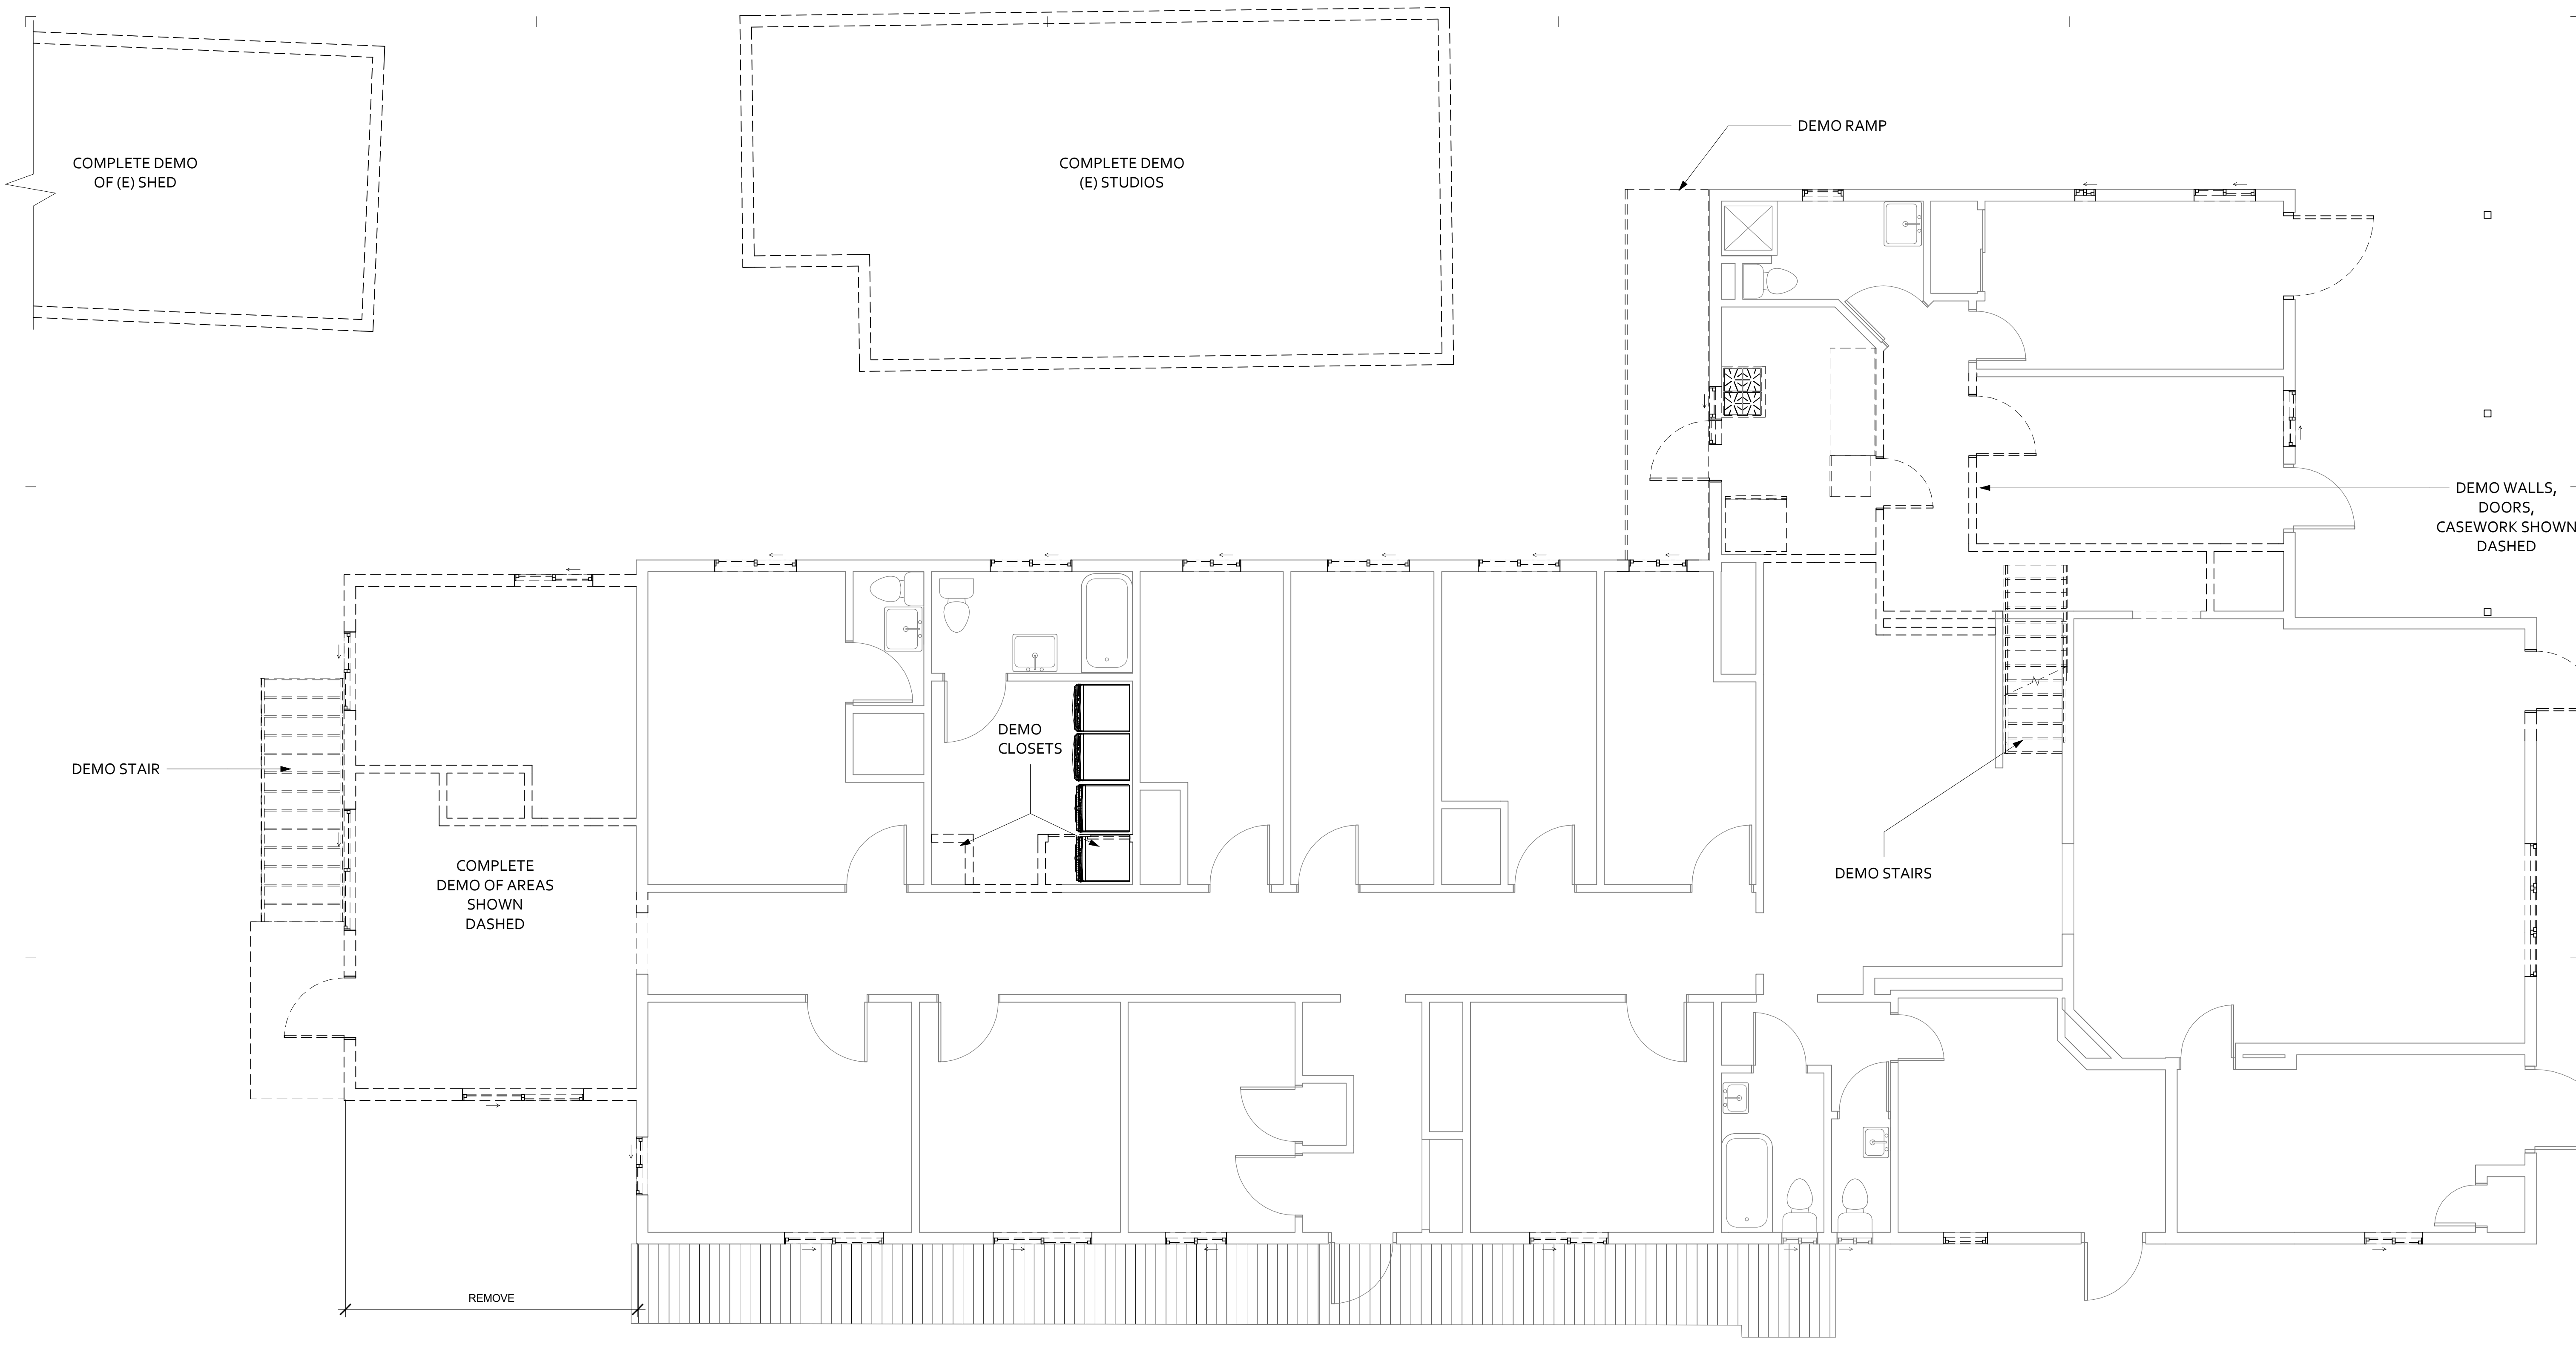 COMPLETE DEMO
OF (E) SHED
COMPLETE DEMO
(E) STUDIOS
DEMO RAMP
DEMO WALLS,
DOORS,
CASEWORK SHOWN
DASHED
DEMO
CLOSETS
DEMO STAIR
COMPLETE
DEMO OF AREAS
SHOWN
DASHED
DEMO STAIRS
REMOVE